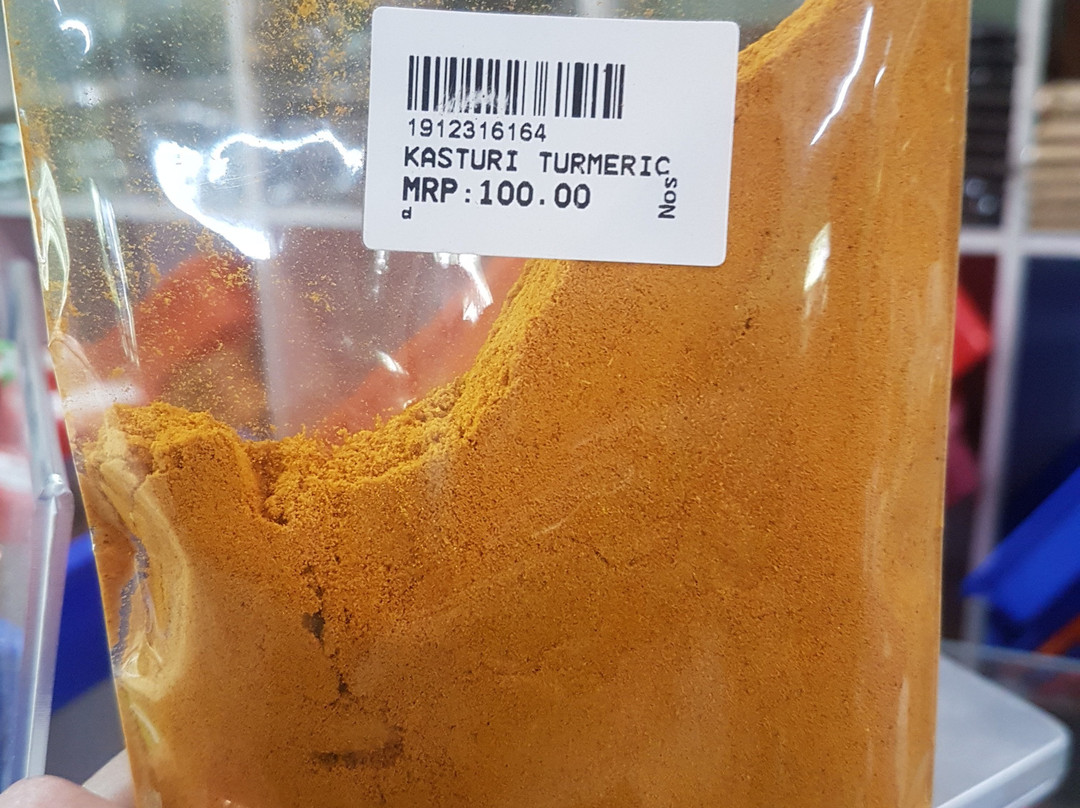 1912316164
KASTURI TURMERIC
MRP:100.00
Nos
d